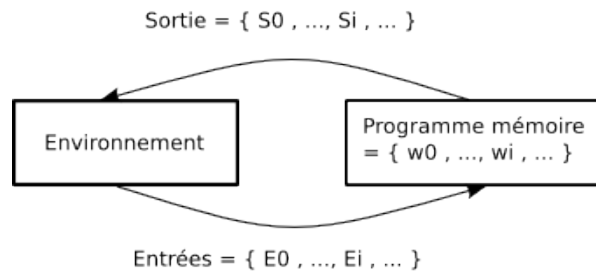 Sortie = { S0 , ..., Si , ... }
Environnement
Programme mémoire
= { w0 , ..., wi , ... }
Entrées = { E0 , ..., Ei , ... }